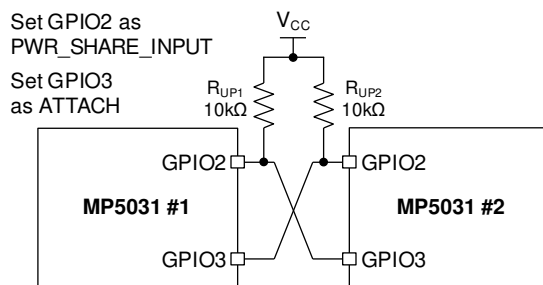 Set GPIO2 as
PWR_SHARE_INPUT
Set GPIO3
as ATTACH
VCC
RUP1
10kΩ
RUP2
10kΩ
GPIO2
GPIO2
MP5031 #1
MP5031 #2
GPIO3
GPIO3